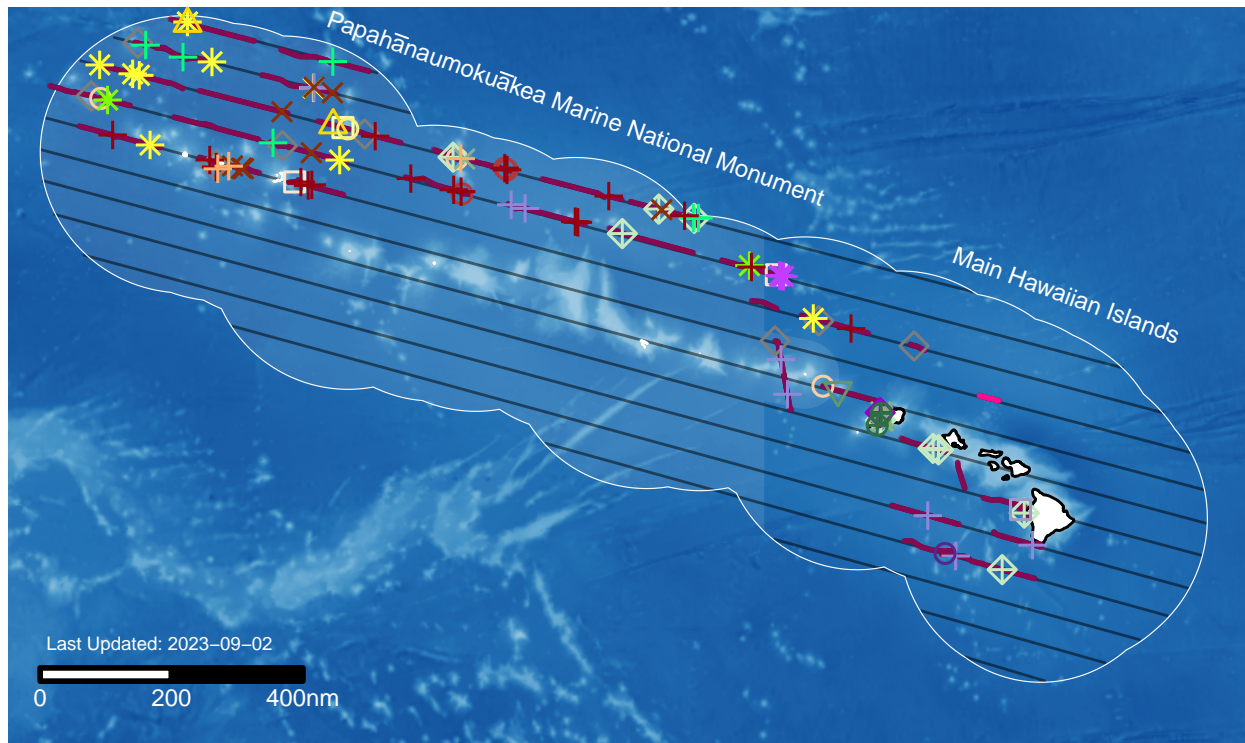 Papahānaumokuākea Marine National Monument
Main Hawaiian Islands
Last Updated: 2023−09−02
0 200 400nm